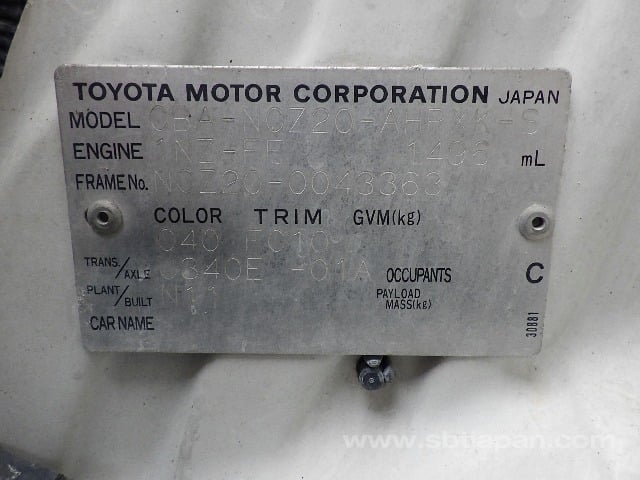 TOYOTA MOTOR CORPORATION JAPAN
MODEL CBA-NCZ20-AHPXK-S
ENGINE 1NZ-FE 1496 mL
FRAME No. NCZ20-0043363
COLOR TRIM GVM(kg)
040 FC10
TRANS./AXLE C340E -01A OCCUPANTS C
PLANT/BUILT N11 PAYLOAD MASS(kg)
CAR NAME
30881
www.sbtjapan.com